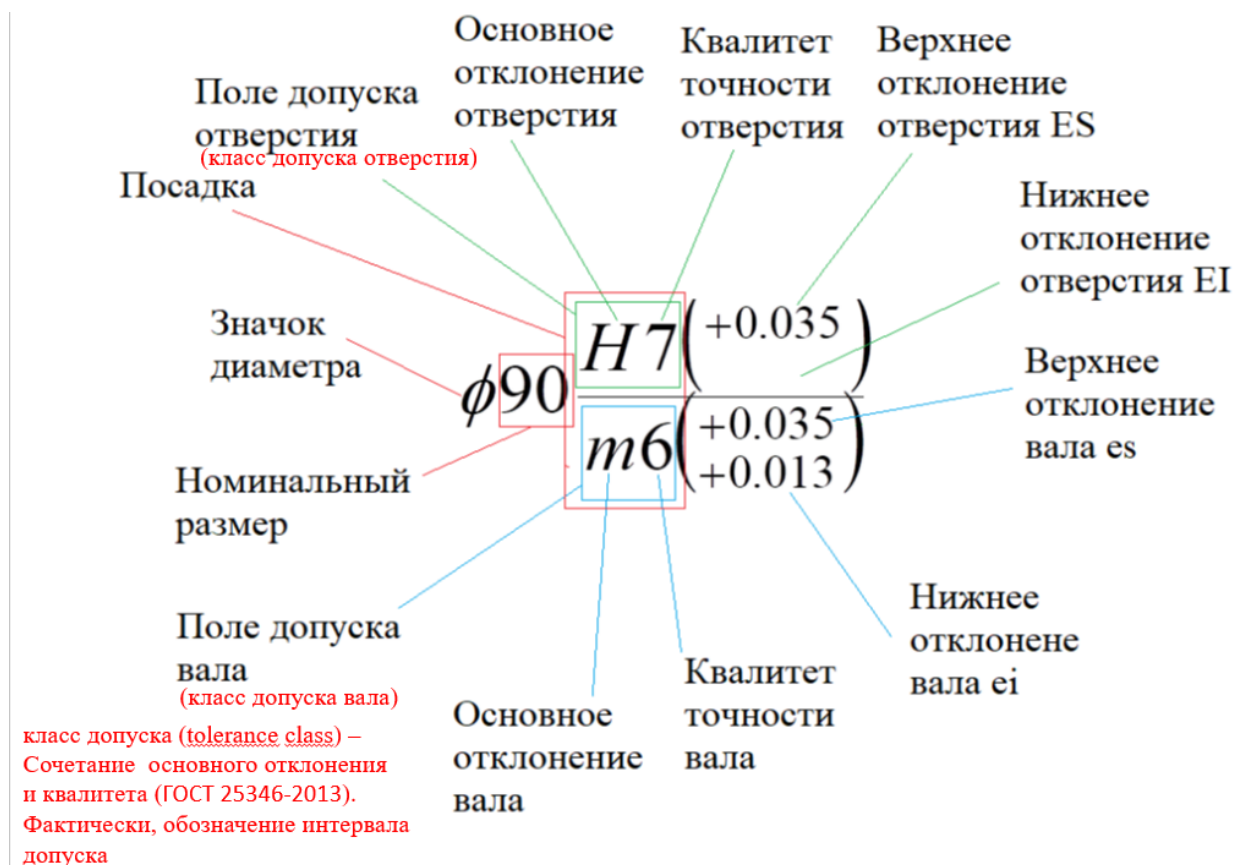 Основное
отклонение
отверстия
Квалитет
точности
отверстия
Верхнее
отклонение
отверстия ES
Поле допуска
отверстия
(класс допуска отверстия)
Посадка
Нижнее
отклонение
отверстия EI
Значок
диаметра
ϕ90
H7(+0.035)
m6(+0.035
+0.013)
Верхнее
отклонение
вала es
Номинальный
размер
Поле допуска
вала
(класс допуска вала)
Основное
отклонение
вала
Квалитет
точности
вала
Нижнее
отклонене
вала ei
класс допуска (tolerance class) –
Сочетание основного отклонения
и квалитета (ГОСТ 25346-2013).
Фактически, обозначение интервала
допуска